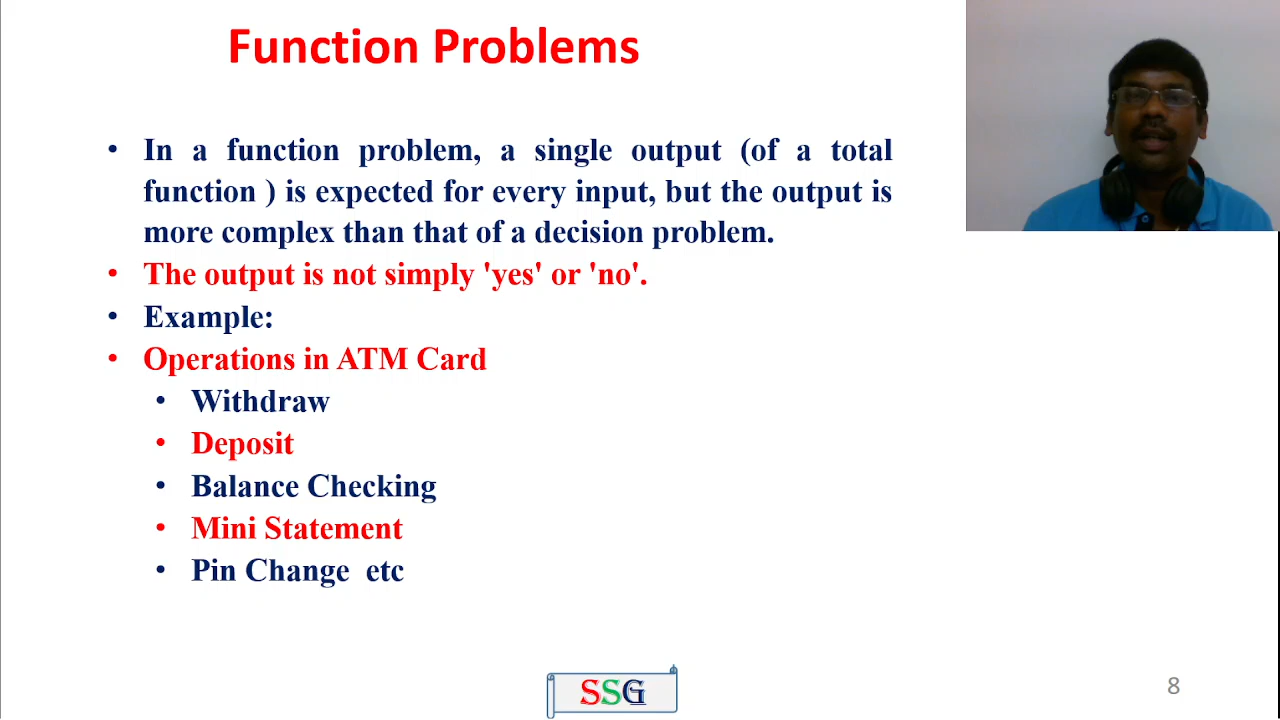 Function Problems
• In a function problem, a single output (of a total
function ) is expected for every input, but the output is
more complex than that of a decision problem.
• The output is not simply 'yes' or 'no'.
• Example:
• Operations in ATM Card
• Withdraw
• Deposit
• Balance Checking
• Mini Statement
• Pin Change etc
SSG
8